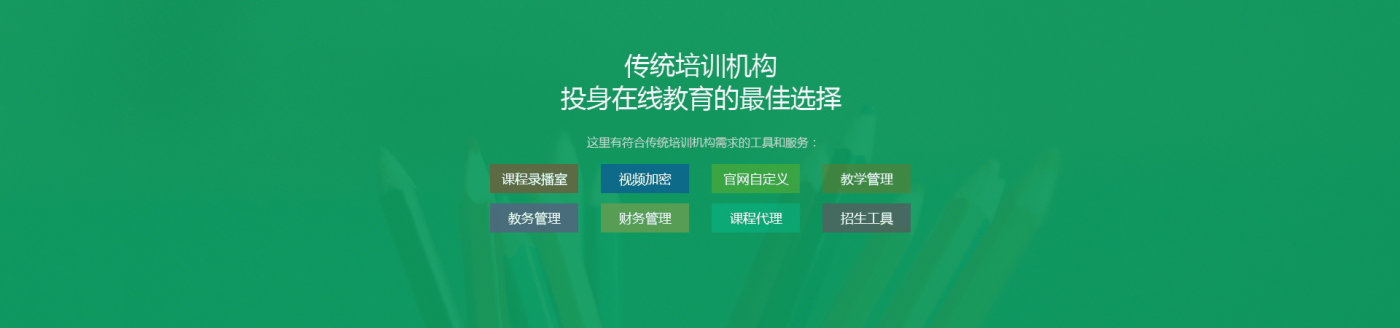 传统培训机构
投身在线教育的最佳选择
这里有符合传统培训机构需求的工具和服务：
课程录播室 视频加密 官网自定义 教学管理
教务管理 财务管理 课程代理 招生工具